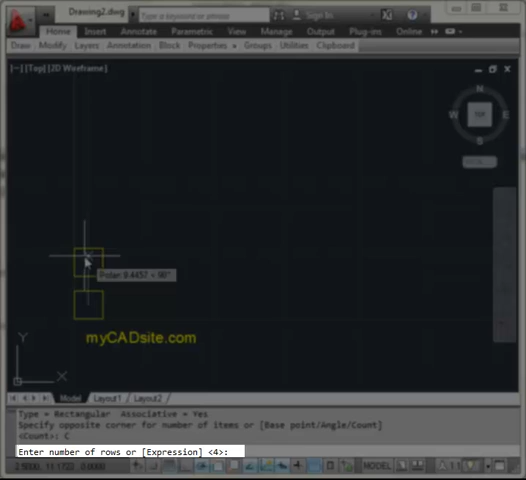 Drawing2.dwg
Type a keyword or phrase
Sign In
Home Insert Annotate Parametric View Manage Output Plug-ins Online
Draw Modify Layers Annotation Block Properties Groups Utilities Clipboard
[-][Top][2D Wireframe]
N
W TOP E
S
Polar: 8.4457 < 90°
myCADsite.com
Y
X
Model Layout1 Layout2
Type = Rectangular Associative = Yes
Specify opposite corner for number of items or [Base point/Angle/Count]
<Count>: C
Enter number of rows or [Expression] <4>:
MODEL 1:1